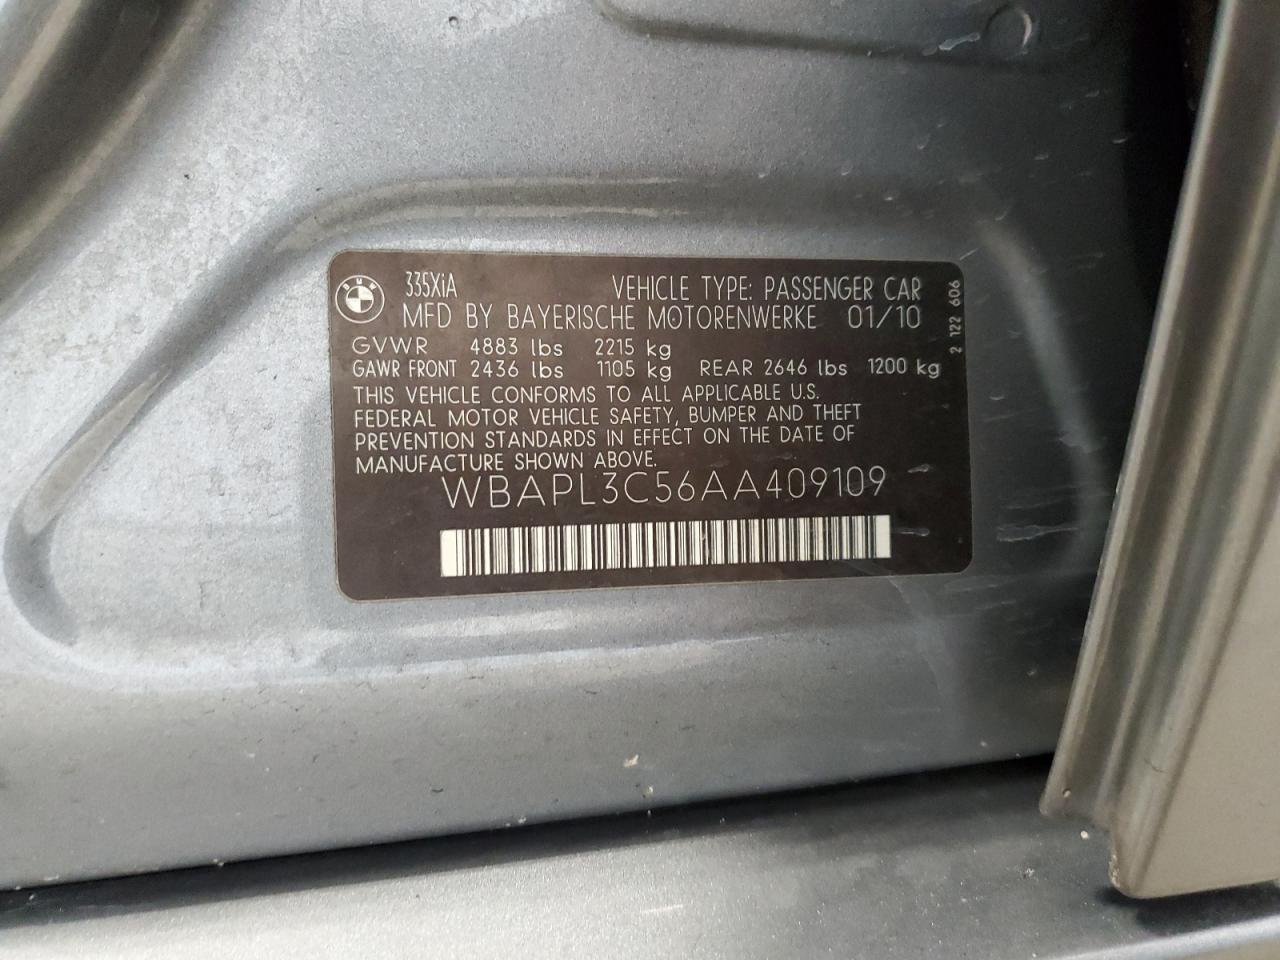 BMW
335XiA VEHICLE TYPE: PASSENGER CAR
MFD BY BAYERISCHE MOTORENWERKE 01/10
GVWR 4883 lbs 2215 kg
GAWR FRONT 2436 lbs 1105 kg REAR 2646 lbs 1200 kg
THIS VEHICLE CONFORMS TO ALL APPLICABLE U.S.
FEDERAL MOTOR VEHICLE SAFETY, BUMPER AND THEFT
PREVENTION STANDARDS IN EFFECT ON THE DATE OF
MANUFACTURE SHOWN ABOVE.
WBAPL3C56AA409109
2 122 606